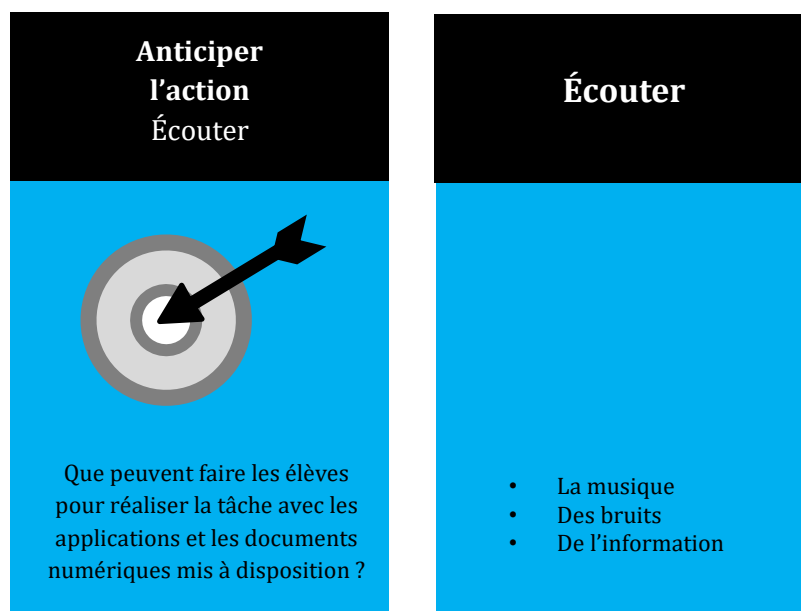 Anticiper
l’action
Écouter
Que peuvent faire les élèves
pour réaliser la tâche avec les
applications et les documents
numériques mis à disposition ?
Écouter
• La musique
• Des bruits
• De l’information